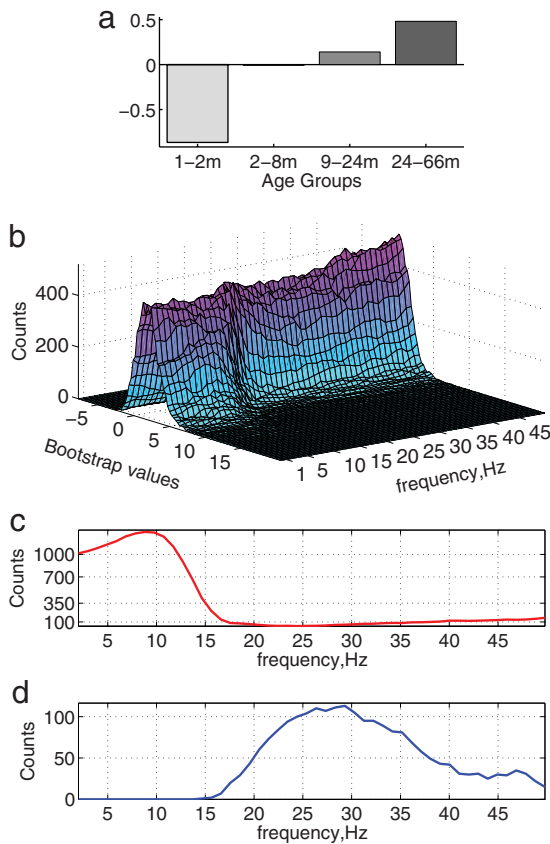 a
0.5
0
−0.5
1−2m 2−8m 9−24m 24−66m
Age Groups
b
Counts
400
200
0
−5
0
5
10
15
Bootstrap values
1 5 10 15 20 25 30 35 40 45
frequency,Hz
c
Counts
1000
700
350
100
5 10 15 20 25 30 35 40 45
frequency,Hz
d
Counts
100
50
0
5 10 15 20 25 30 35 40 45
frequency,Hz